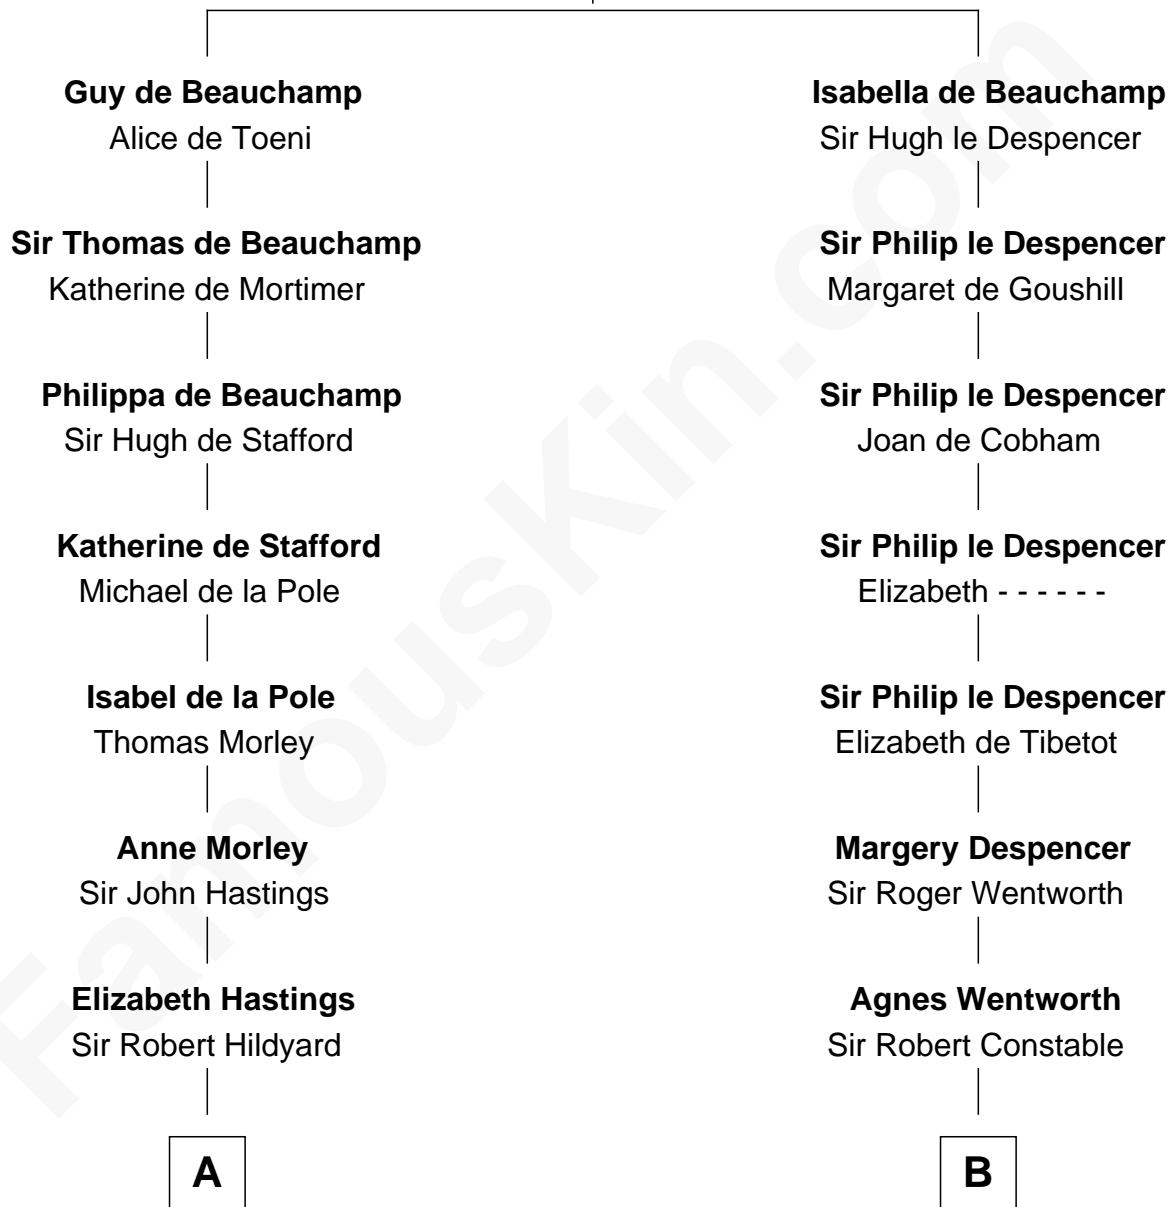 Guy de Beauchamp
Alice de Toeni
Isabella de Beauchamp
Sir Hugh le Despencer
Sir Thomas de Beauchamp
Katherine de Mortimer
Sir Philip le Despencer
Margaret de Goushill
Philippa de Beauchamp
Sir Hugh de Stafford
Sir Philip le Despencer
Joan de Cobham
Katherine de Stafford
Michael de la Pole
Sir Philip le Despencer
Elizabeth - - - - - -
Isabel de la Pole
Thomas Morley
Sir Philip le Despencer
Elizabeth de Tibetot
Anne Morley
Sir John Hastings
Margery Despencer
Sir Roger Wentworth
Elizabeth Hastings
Sir Robert Hildyard
Agnes Wentworth
Sir Robert Constable
A
B
FamousKin.com